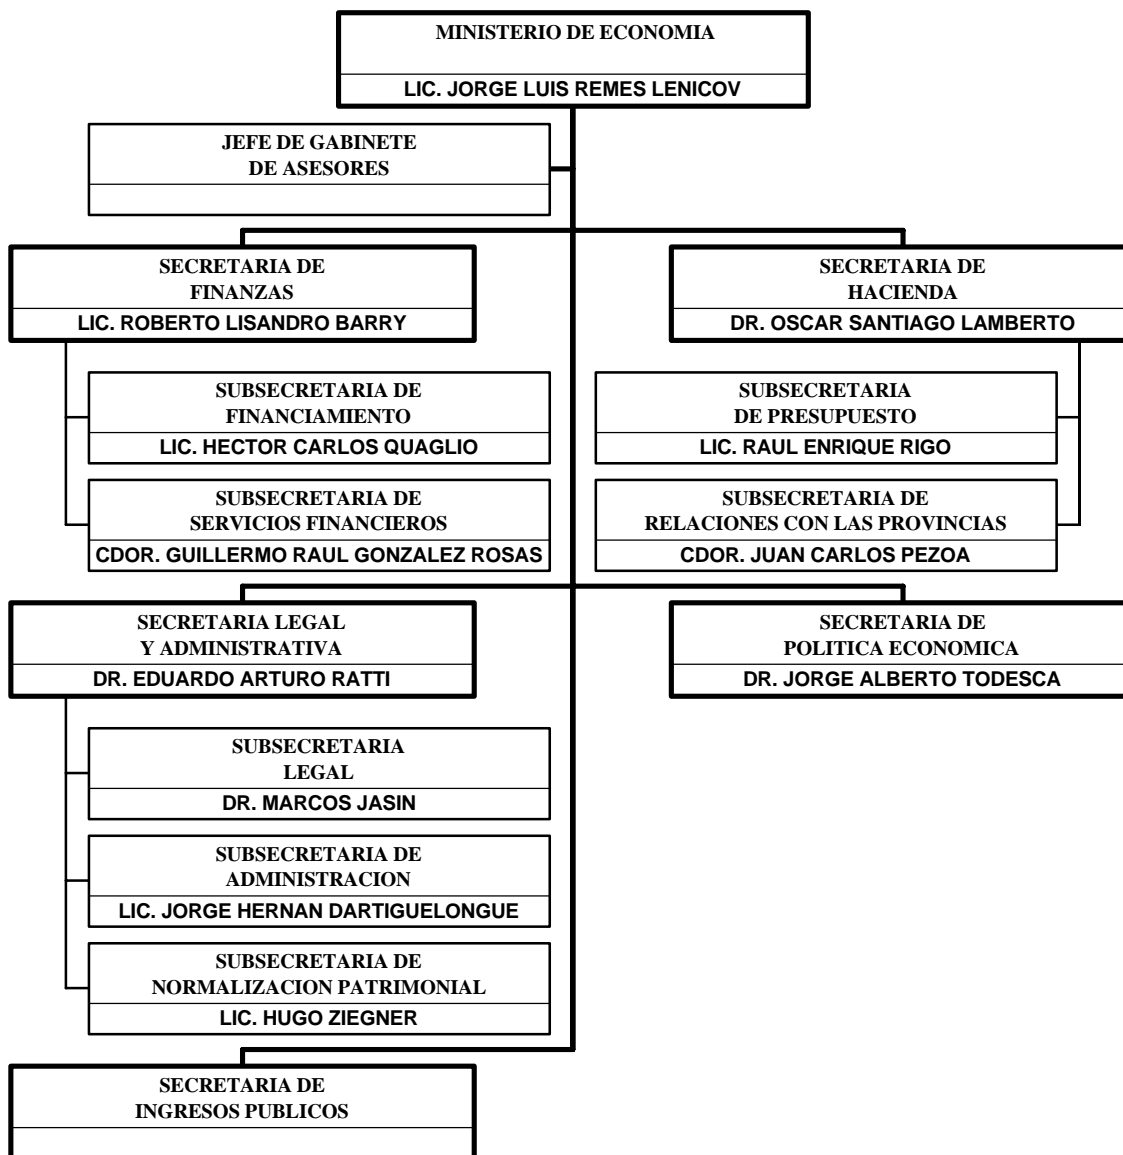 MINISTERIO DE ECONOMIA
LIC. JORGE LUIS REMES LENICOV
JEFE DE GABINETE
DE ASESORES
SECRETARIA DE
FINANZAS
LIC. ROBERTO LISANDRO BARRY
SECRETARIA DE
HACIENDA
DR. OSCAR SANTIAGO LAMBERTO
SUBSECRETARIA DE
FINANCIAMIENTO
LIC. HECTOR CARLOS QUAGLIO
SUBSECRETARIA
DE PRESUPUESTO
LIC. RAUL ENRIQUE RIGO
SUBSECRETARIA DE
SERVICIOS FINANCIEROS
CDOR. GUILLERMO RAUL GONZALEZ ROSAS
SUBSECRETARIA DE
RELACIONES CON LAS PROVINCIAS
CDOR. JUAN CARLOS PEZOA
SECRETARIA LEGAL
Y ADMINISTRATIVA
DR. EDUARDO ARTURO RATTI
SECRETARIA DE
POLITICA ECONOMICA
DR. JORGE ALBERTO TODESCA
SUBSECRETARIA
LEGAL
DR. MARCOS JASIN
SUBSECRETARIA DE
ADMINISTRACION
LIC. JORGE HERNAN DARTIGUELONGUE
SUBSECRETARIA DE
NORMALIZACION PATRIMONIAL
LIC. HUGO ZIEGNER
SECRETARIA DE
INGRESOS PUBLICOS